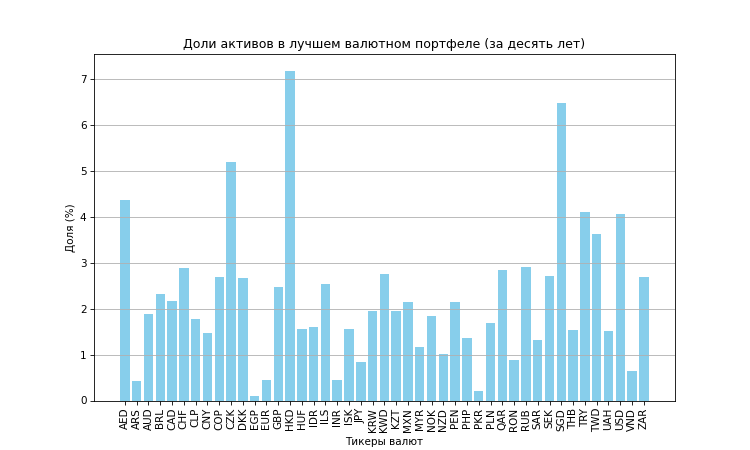 Доли активов в лучшем валютном портфеле (за десять лет)
Доля (%)
7
6
5
4
3
2
1
0
AED ARS AUD BRL CAD CHF CLP CNY COP CZK DKK EGP EUR GBP HKD HUF IDR ILS INR ISK JPY KRW KWD KZT MXN MYR NOK NZD PEN PHP PKR PLN QAR RON RUB SAR SEK SGD THB TRY TWD UAH USD VND ZAR
Тикеры валют